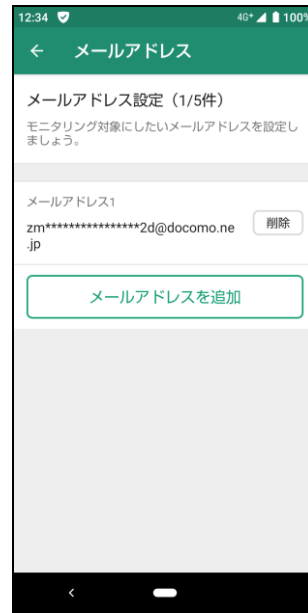 12:34 4G+ 100%
メールアドレス
メールアドレス設定（1/5件）
モニタリング対象にしたいメールアドレスを設定し
ましょう。
メールアドレス1
zm****************2d@docomo.ne
.jp
削除
メールアドレスを追加